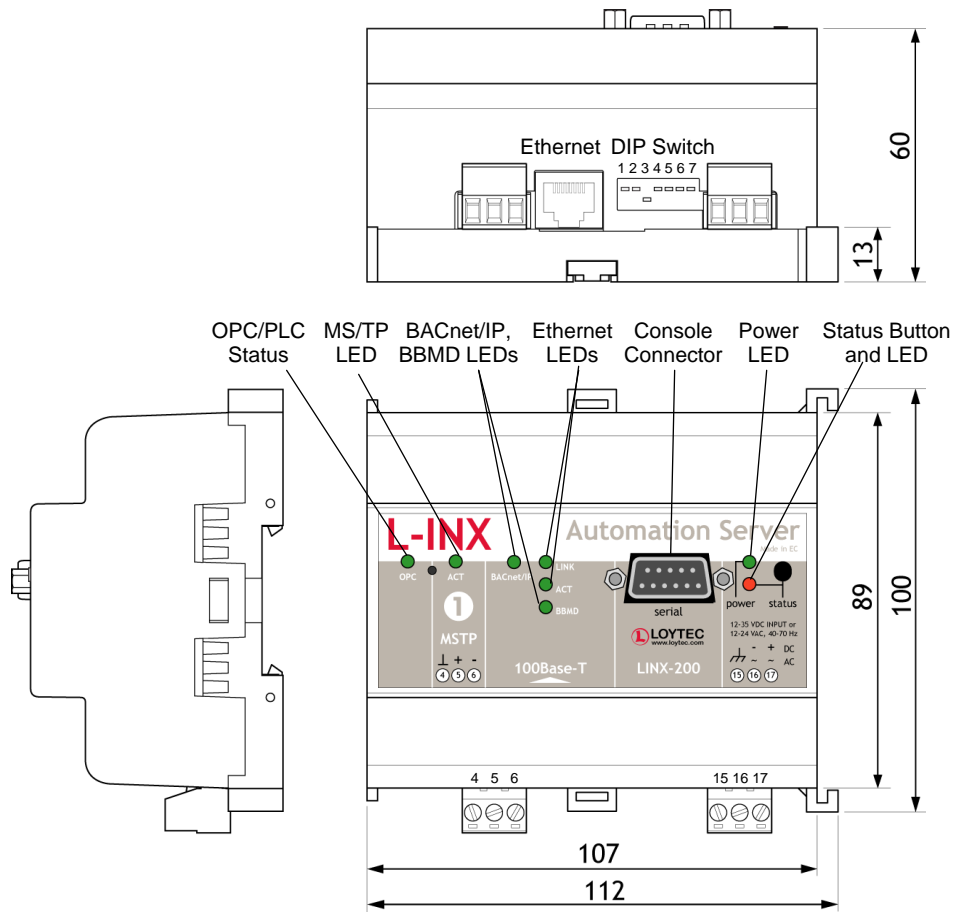 Ethernet DIP Switch
1 2 3 4 5 6 7
60
13
OPC/PLC Status
MS/TP LED
BACnet/IP, BBMD LEDs
Ethernet LEDs
Console Connector
Power LED
Status Button and LED
L-INX
Automation Server
Made in EC
OPC
ACT
BACnet/IP
LINK
ACT
BBMD
serial
power
status
1
MSTP
⊥ + -
4 5 6
100Base-T
L LOYTEC
www.loytec.com
LINX-200
12-35 VDC INPUT or
12-24 VAC, 40-70 Hz
- + DC
~ ~ AC
15 16 17
89
100
4 5 6
15 16 17
107
112